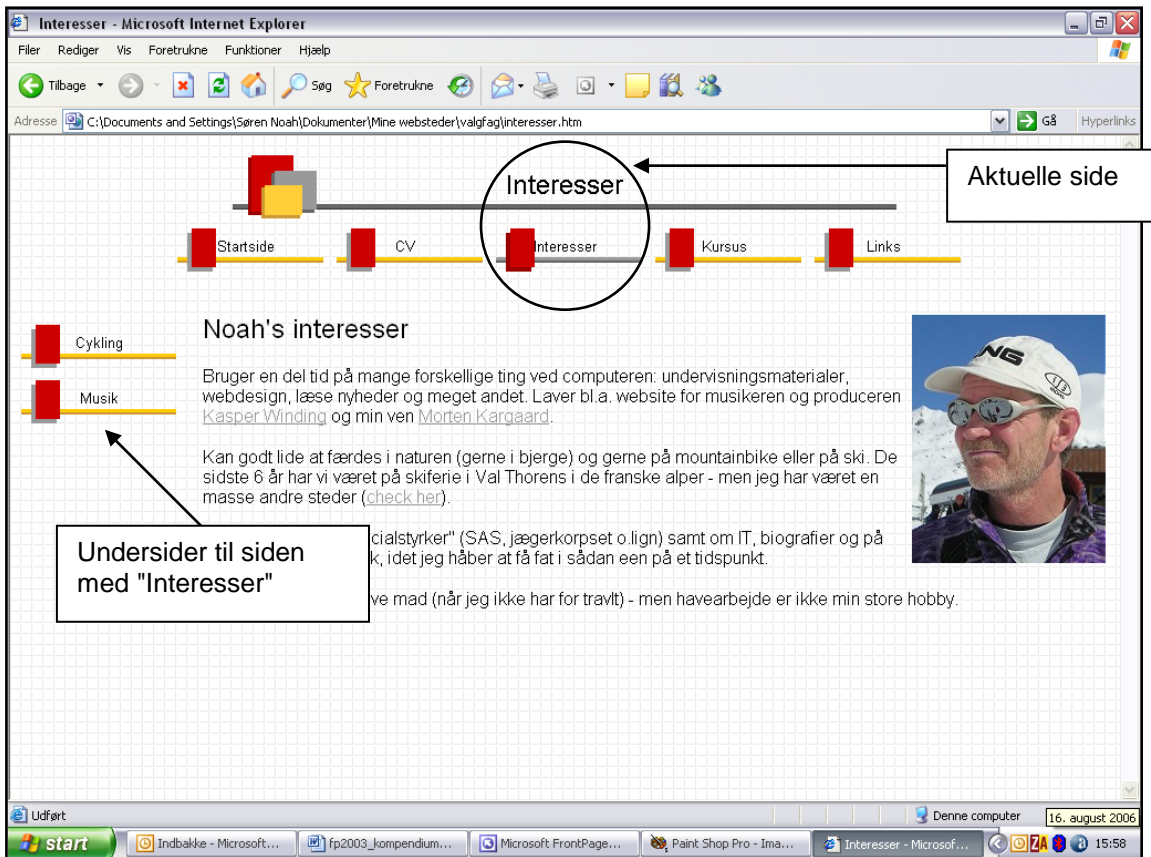 Interesser - Microsoft Internet Explorer
Filer Rediger Vis Foretrukne Funktioner Hjælp
Tilbage Søg Foretrukne
Adresse C:\Documents and Settings\Søren Noah\Dokumenter\Mine websteder\valgfag\interesser.htm Gå Hyperlinks
Interesser
Aktuelle side
Startside CV Interesser Kursus Links
Cykling
Musik
Noah's interesser
Bruger en del tid på mange forskellige ting ved computeren: undervisningsmaterialer,
webdesign, læse nyheder og meget andet. Laver bl.a. website for musikeren og produceren
Kasper Winding og min ven Morten Kargaard.
Kan godt lide at færdes i naturen (gerne i bjerge) og gerne på mountainbike eller på ski. De
sidste 6 år har vi været på skiferie i Val Thorens i de franske alper - men jeg har været en
masse andre steder (check her).
Undersider til siden
med "Interesser"
cialstyrker" (SAS, jægerkorpset o.lign) samt om IT, biografier og på
k, idet jeg håber at få fat i sådan een på et tidspunkt.
ve mad (når jeg ikke har for travlt) - men havearbejde er ikke min store hobby.
PING
Udført Denne computer
16. august 2006
start Indbakke - Microsoft... fp2003_kompendium... Microsoft FrontPage... Paint Shop Pro - Ima... Interesser - Microsof... ZA 15:58